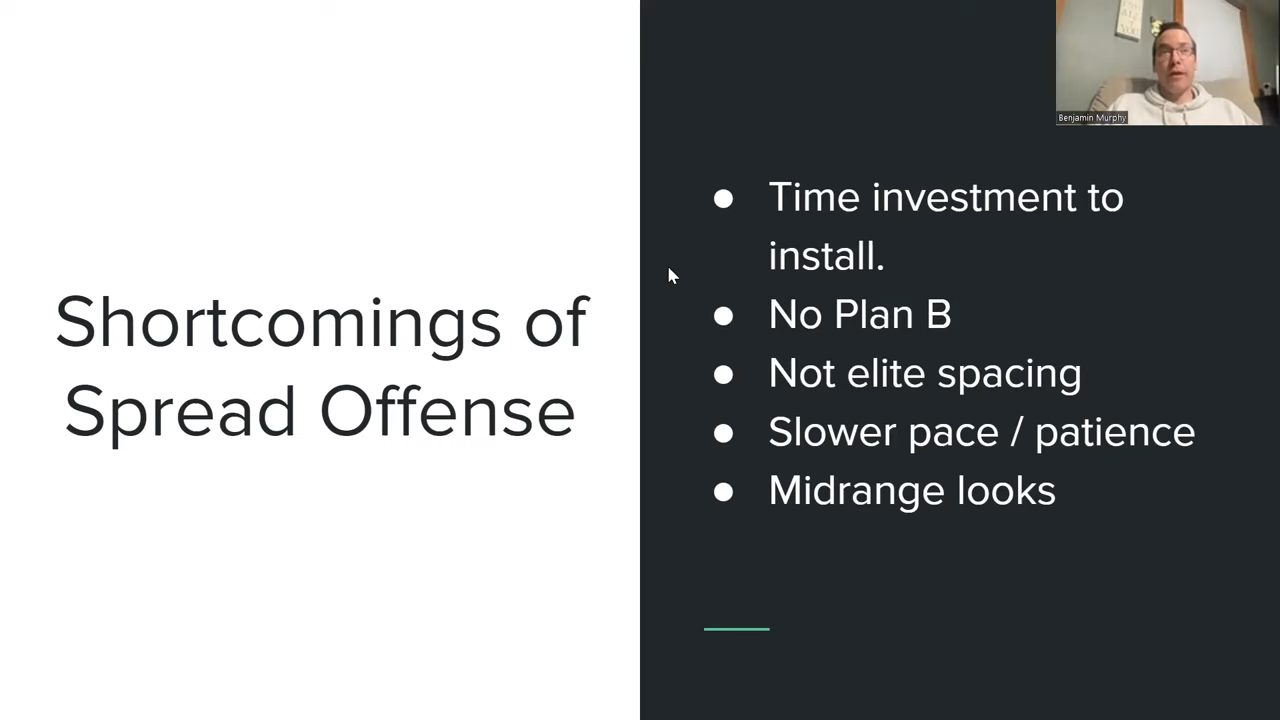 Shortcomings of
Spread Offense
● Time investment to
install.
● No Plan B
● Not elite spacing
● Slower pace / patience
● Midrange looks
Benjamin Murphy